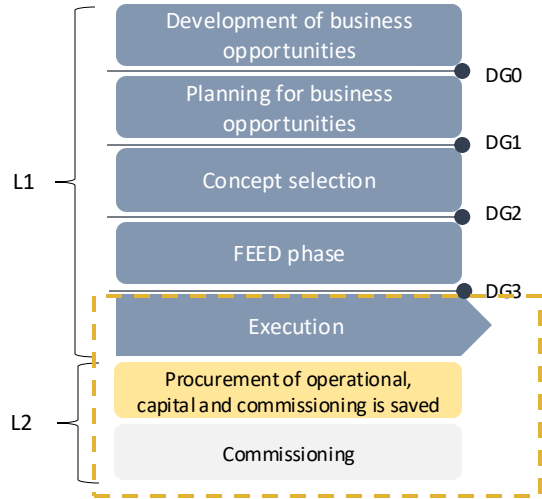 Development of business
opportunities
DG0
Planning for business
opportunities
DG1
L1
Concept selection
DG2
FEED phase
DG3
Execution
Procurement of operational,
capital and commissioning is saved
L2
Commissioning